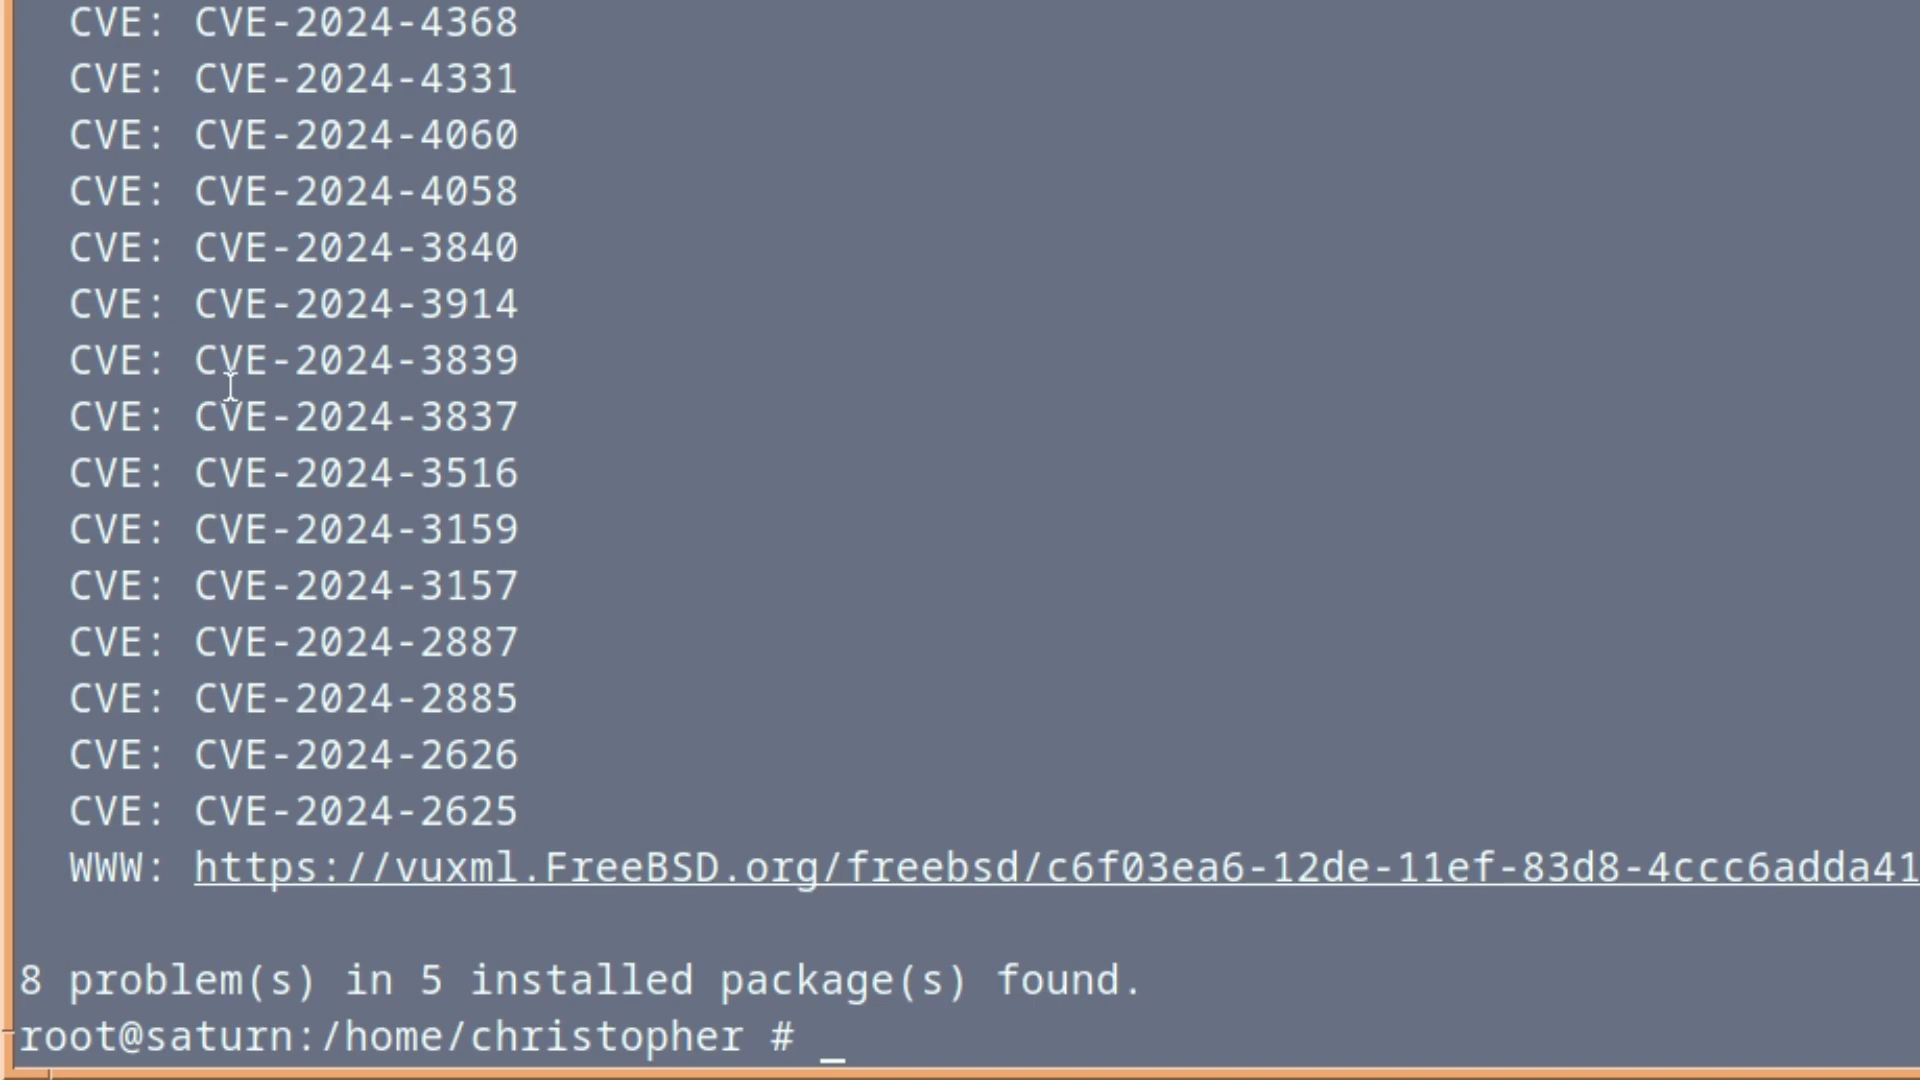 CVE: CVE-2024-4368
CVE: CVE-2024-4331
CVE: CVE-2024-4060
CVE: CVE-2024-4058
CVE: CVE-2024-3840
CVE: CVE-2024-3914
CVE: CVE-2024-3839
CVE: CVE-2024-3837
CVE: CVE-2024-3516
CVE: CVE-2024-3159
CVE: CVE-2024-3157
CVE: CVE-2024-2887
CVE: CVE-2024-2885
CVE: CVE-2024-2626
CVE: CVE-2024-2625
WWW: https://vuxml.FreeBSD.org/freebsd/c6f03ea6-12de-11ef-83d8-4ccc6adda41
8 problem(s) in 5 installed package(s) found.
root@saturn:/home/christopher # _